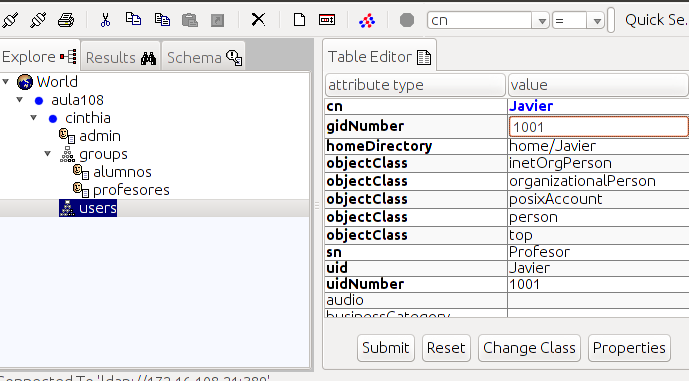 cn = Quick Se..
Explore Results Schema
Table Editor
World
aula108
cinthia
admin
groups
alumnos
profesores
users
attribute type value
cn Javier
gidNumber 1001
homeDirectory home/Javier
objectClass inetOrgPerson
objectClass organizationalPerson
objectClass posixAccount
objectClass person
objectClass top
sn Profesor
uid Javier
uidNumber 1001
audio
businessCategory
Submit Reset Change Class Properties
Connected To 'ldap://172.16.108.21:389'